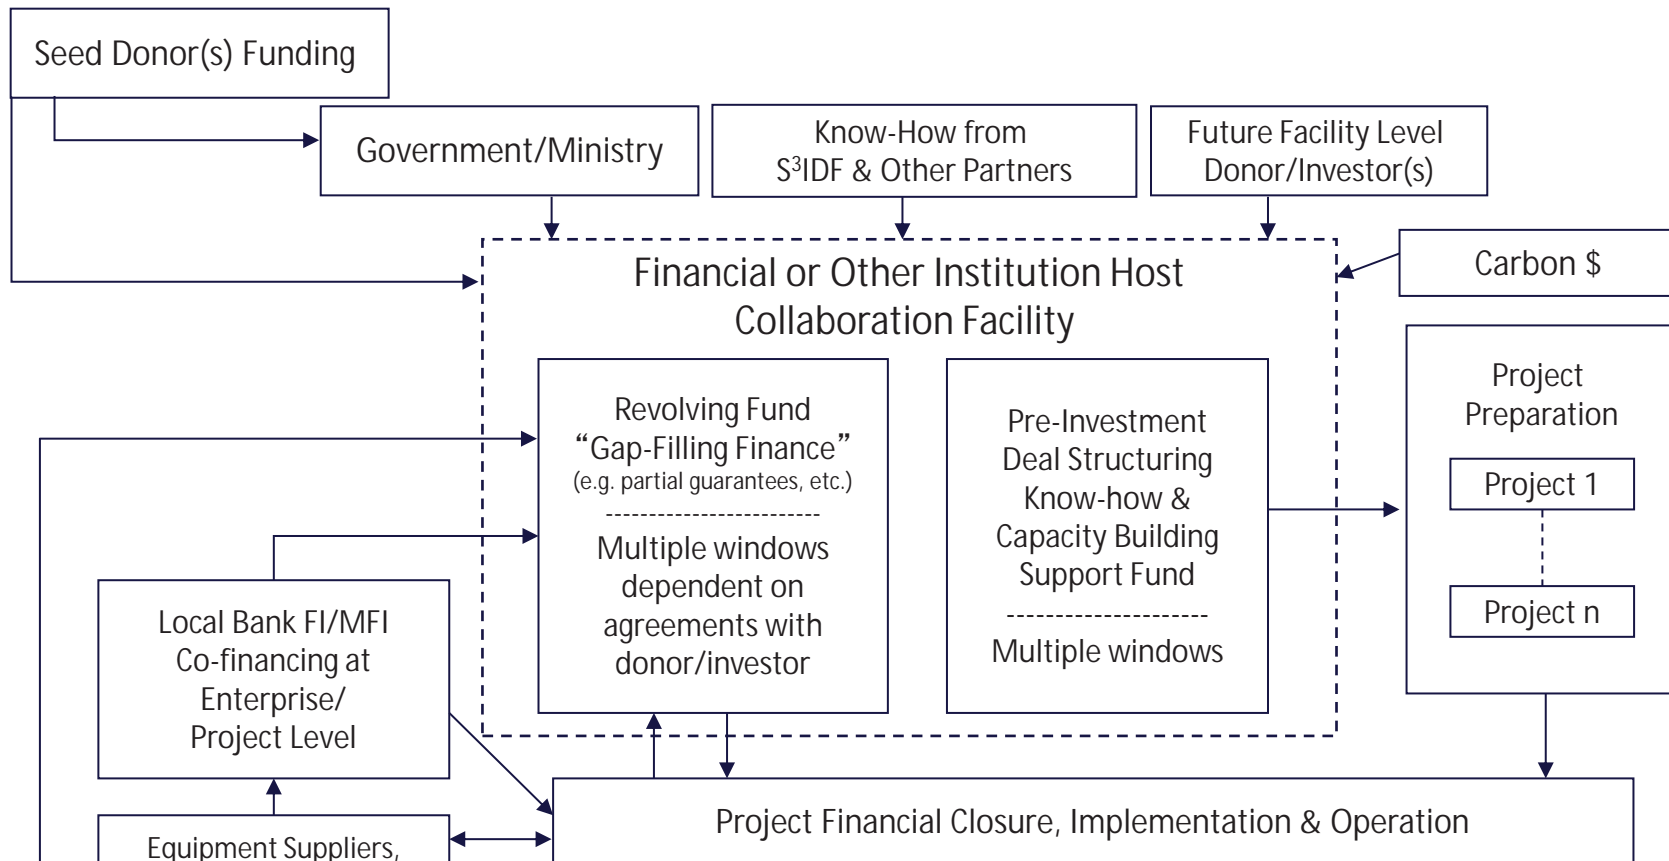 Seed Donor(s) Funding
Government/Ministry
Know-How from
S³IDF & Other Partners
Future Facility Level
Donor/Investor(s)
Carbon $
Financial or Other Institution Host
Collaboration Facility
Revolving Fund
“Gap-Filling Finance”
(e.g. partial guarantees, etc.)
-------------------------
Multiple windows
dependent on
agreements with
donor/investor
Pre-Investment
Deal Structuring
Know-how &
Capacity Building
Support Fund
---------------------
Multiple windows
Project
Preparation
Project 1
Project n
Local Bank FI/MFI
Co-financing at
Enterprise/
Project Level
Equipment Suppliers,
Project Financial Closure, Implementation & Operation